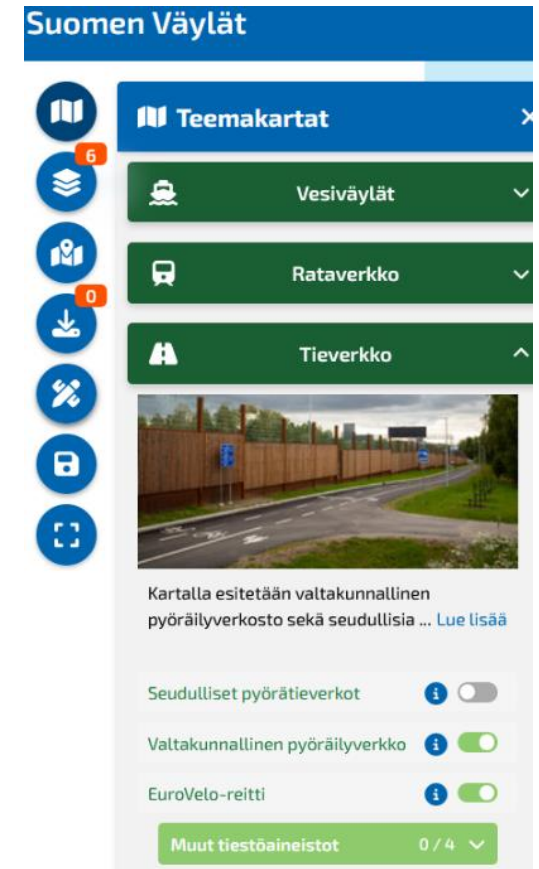 Suomen Väylät
Teemakartat
6
Vesiväylät
Rataverkko
0
Tieverkko
Kartalla esitetään valtakunnallinen
pyöräilyverkosto sekä seudullisia ... Lue lisää
Seudulliset pyörätieverkot
Valtakunnallinen pyöräilyverkko
EuroVelo-reitti
Muut tiestöaineistot 0 / 4